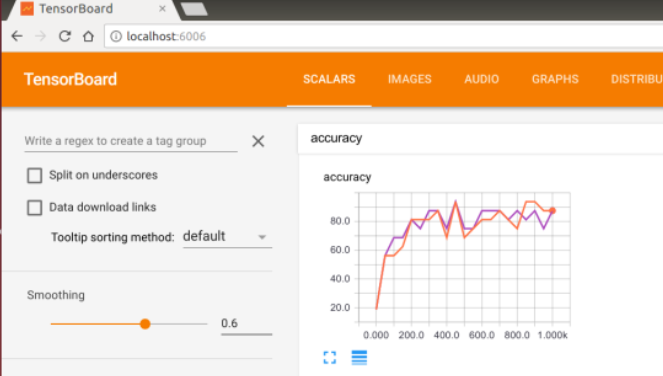 TensorBoard
localhost:6006
TensorBoard SCALARS IMAGES AUDIO GRAPHS DISTRIBU
Write a regex to create a tag group
Split on underscores
Data download links
Tooltip sorting method: default
Smoothing
0.6
accuracy
accuracy
80.0
60.0
40.0
20.0
0.000 200.0 400.0 600.0 800.0 1.000k